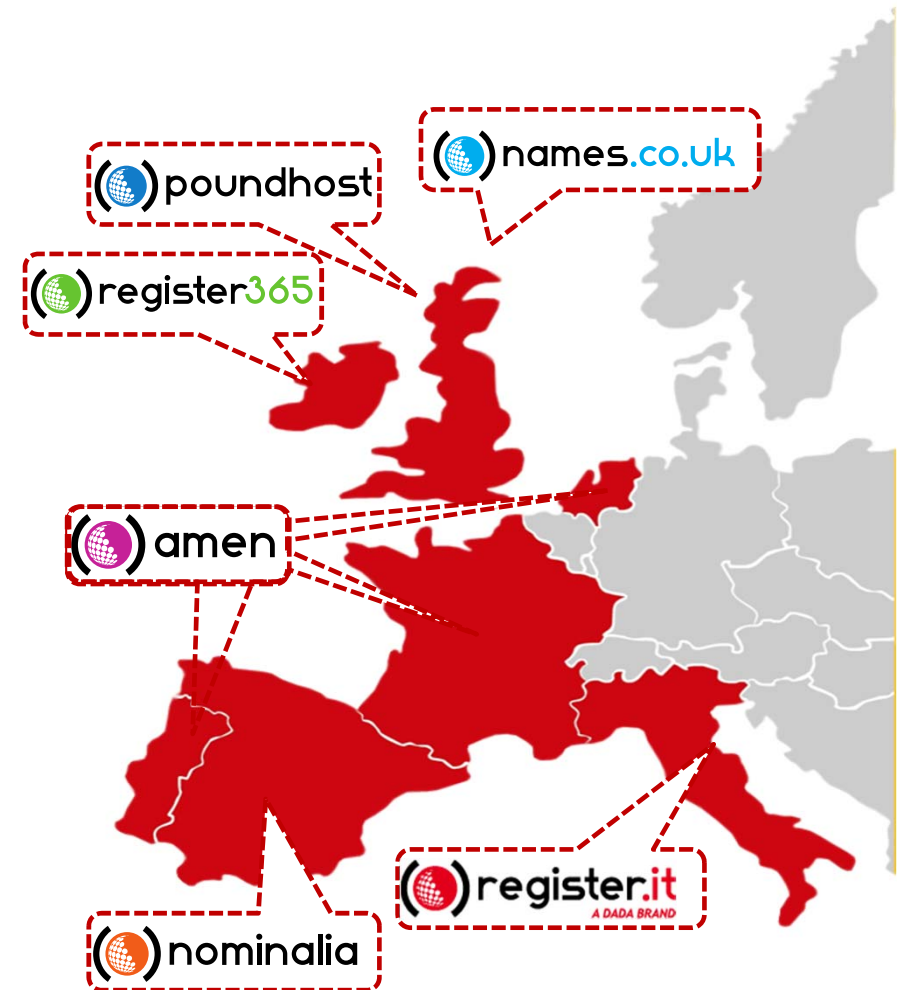 names.co.uk
poundhost
register365
amen
register.it
A DADA BRAND
nominalia